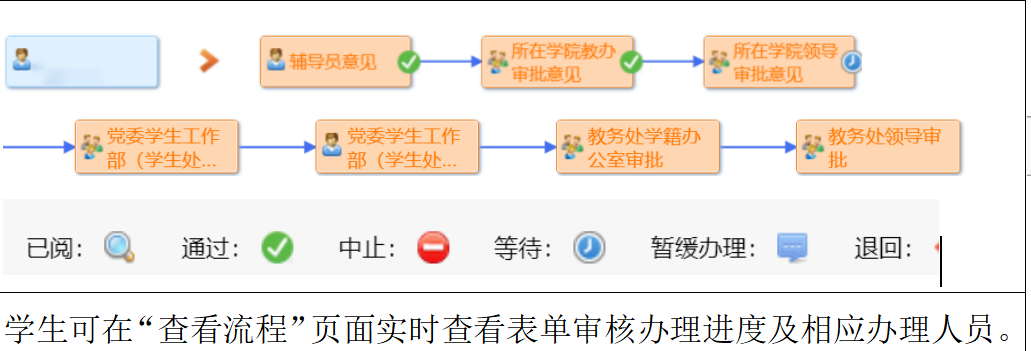 辅导员意见
所在学院教办
审批意见
所在学院领导
审批意见
党委学生工作
部（学生处...
党委学生工作
部（学生处...
教务处学籍办
公室审批
教务处领导审
批
已阅： 通过： 中止： 等待： 暂缓办理： 退回：
学生可在“查看流程”页面实时查看表单审核办理进度及相应办理人员。